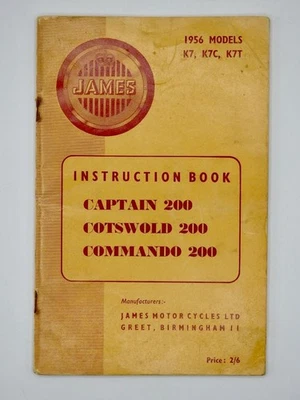 1956 MODELS
K7, K7C, K7T
JAMES
INSTRUCTION BOOK
CAPTAIN 200
COTSWOLD 200
COMMANDO 200
Manufacturers:-
JAMES MOTOR CYCLES LTD
GREET, BIRMINGHAM 11
Price: 2/6